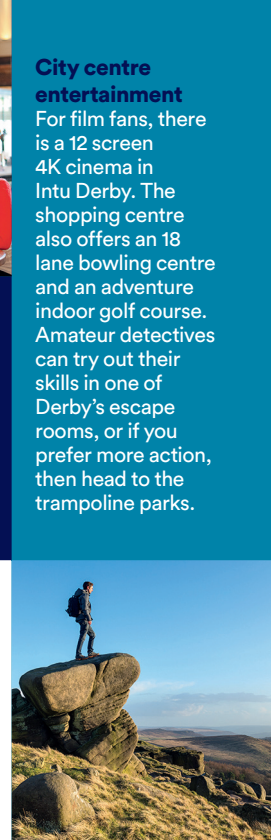 City centre
entertainment
For film fans, there
is a 12 screen
4K cinema in
Intu Derby. The
shopping centre
also offers an 18
lane bowling centre
and an adventure
indoor golf course.
Amateur detectives
can try out their
skills in one of
Derby's escape
rooms, or if you
prefer more action,
then head to the
trampoline parks.